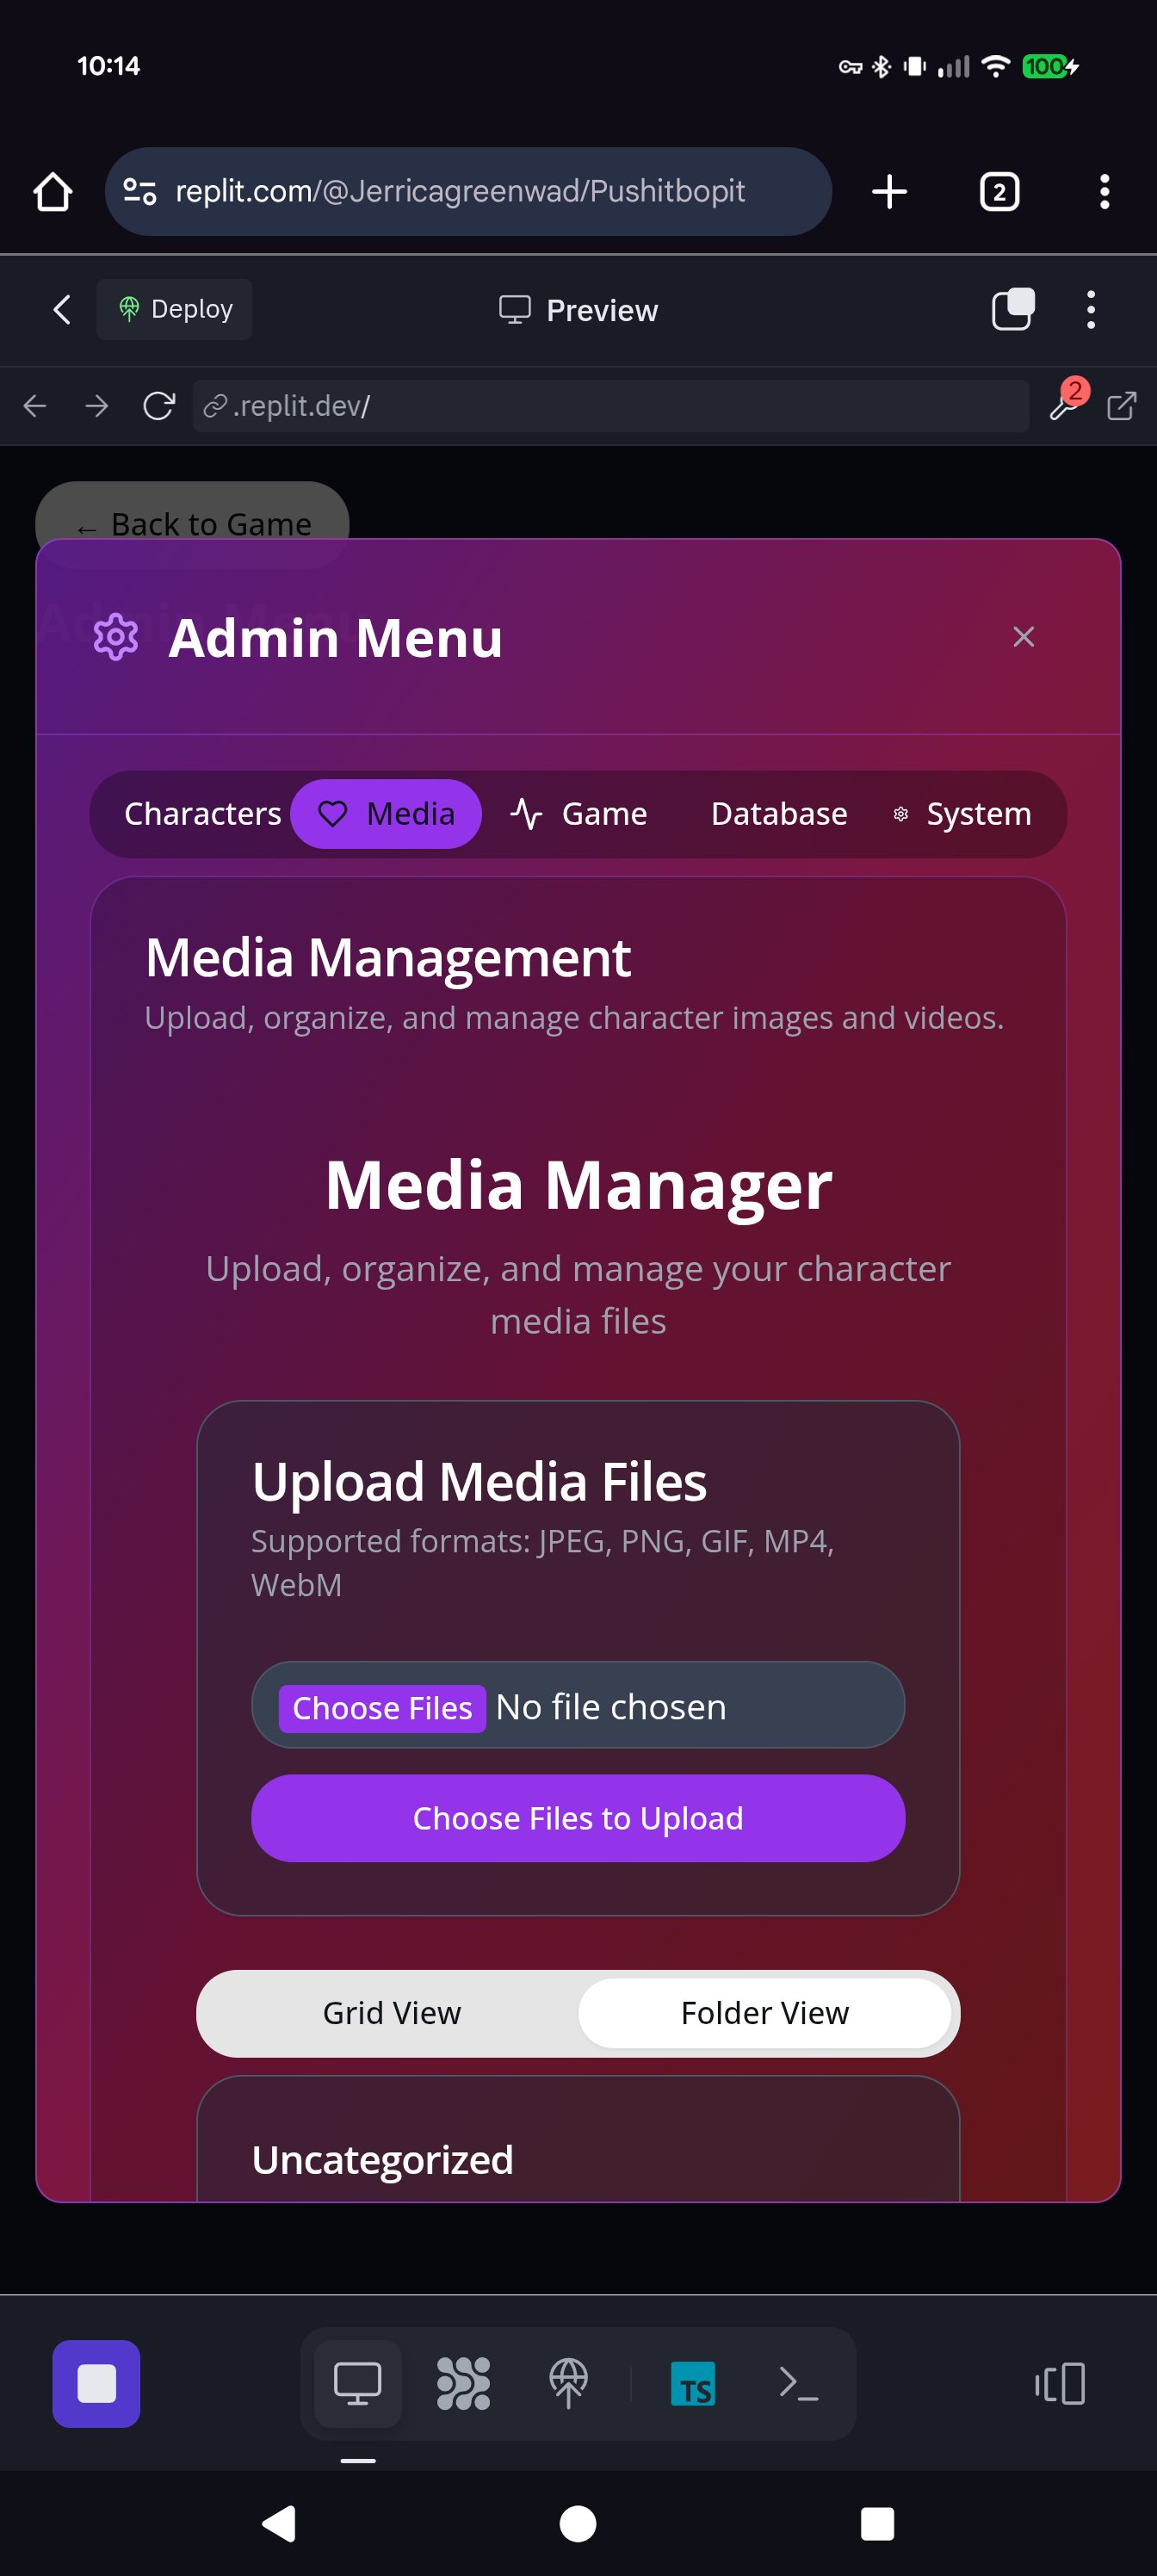 10:14
100
replit.com/@Jerricagreenwad/Pushitbopit
2
Deploy
Preview
.replit.dev/
2
← Back to Game
Admin Menu
Admin Menu
Characters
Media
Game
Database
System
Media Management
Upload, organize, and manage character images and videos.
Media Manager
Upload, organize, and manage your character
media files
Upload Media Files
Supported formats: JPEG, PNG, GIF, MP4,
WebM
Choose Files No file chosen
Choose Files to Upload
Grid View
Folder View
Uncategorized
TS